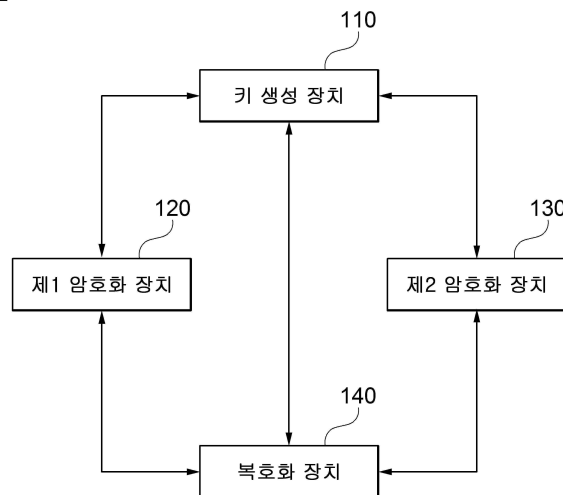 110
키 생성 장치
120
130
제1 암호화 장치
제2 암호화 장치
140
복호화 장치